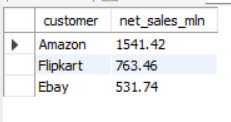 customer net_sales_mln
Amazon 1541.42
Flipkart 763.46
Ebay 531.74